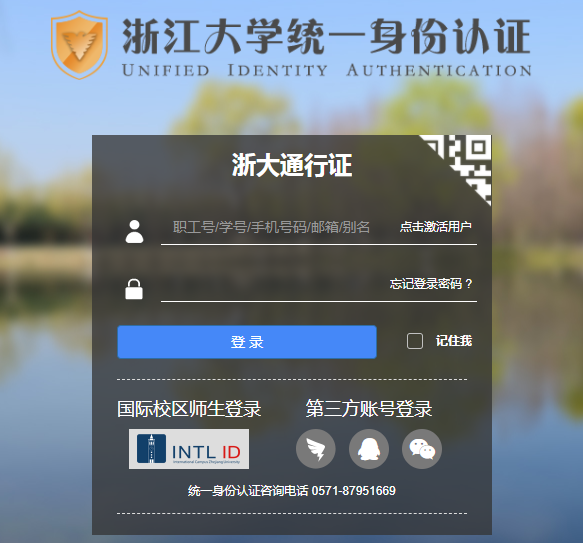 浙江大学统一身份认证
UNIFIED IDENTITY AUTHENTICATION
浙大通行证
职工号/学号/手机号码/邮箱/别名 点击激活用户
忘记登录密码？
登 录 记住我
国际校区师生登录 第三方账号登录
INTL ID
International Campus Zhejiang University
统一身份认证咨询电话 0571-87951669